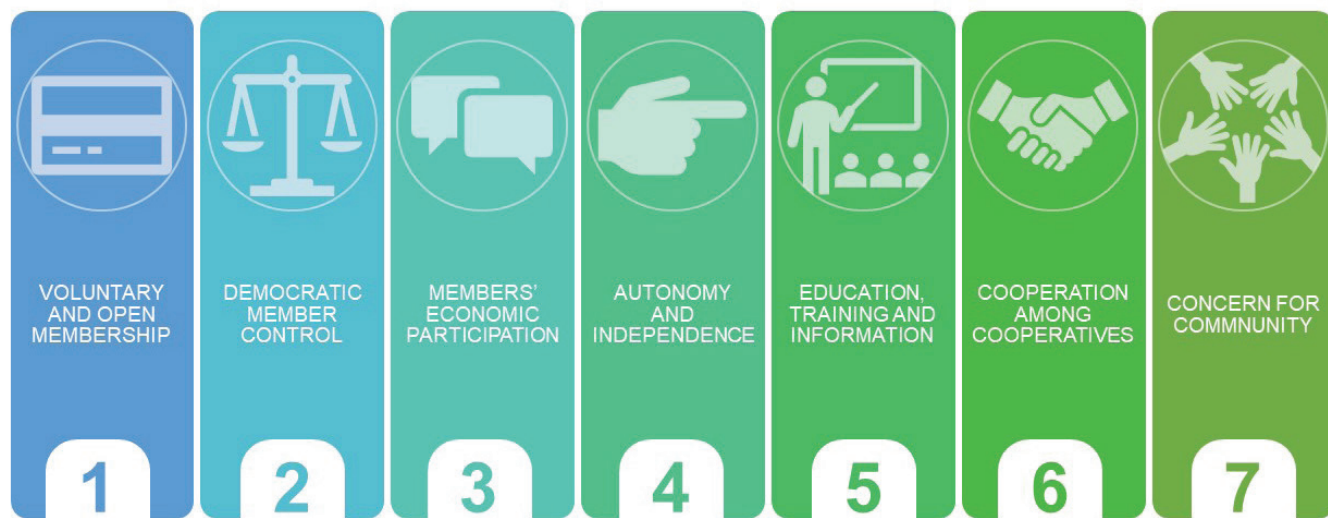 VOLUNTARY
AND OPEN
MEMBERSHIP
1
DEMOCRATIC
MEMBER
CONTROL
2
MEMBERS’
ECONOMIC
PARTICIPATION
3
AUTONOMY
AND
INDEPENDENCE
4
EDUCATION,
TRAINING AND
INFORMATION
5
COOPERATION
AMONG
COOPERATIVES
6
CONCERN FOR
COMMNUNITY
7